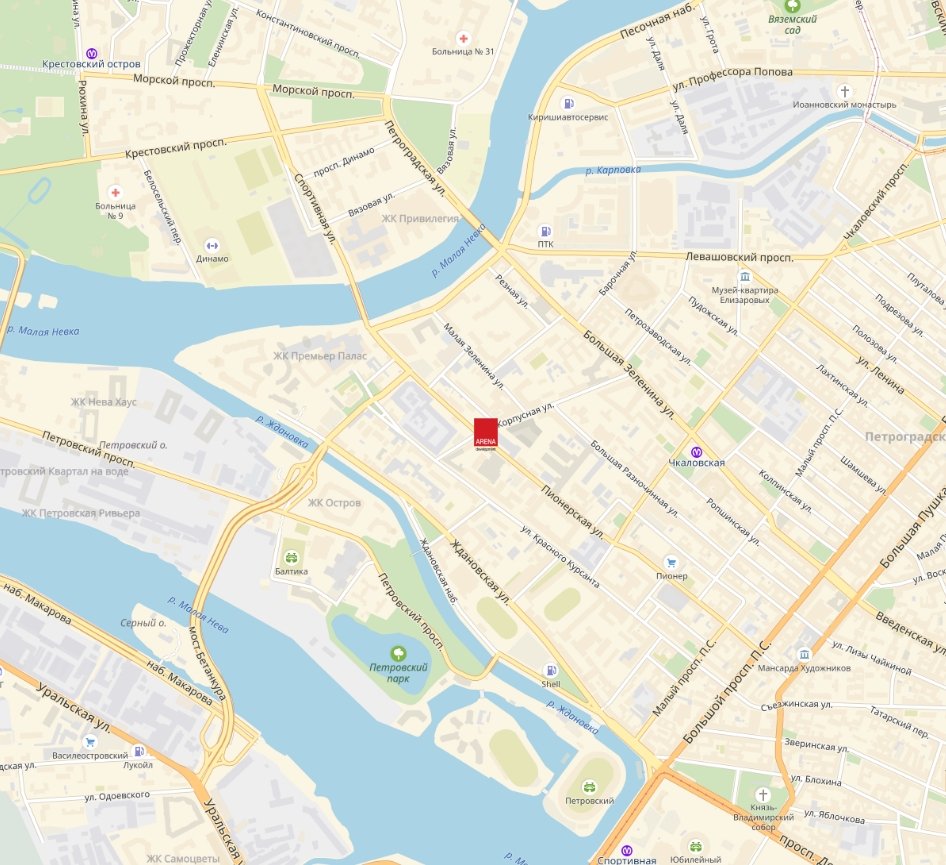 Константиновский просп.
Прожекторная ул.
Еленинская ул.
Больница № 31
Песочная наб.
ул. Даля
ул. Грота
Вяземский
сад
Крестовский остров
Морской просп.
Морской просп.
Рюхина ул.
ул. Профессора Попова
Киришиавтосервис
ул. Даля
Иоанновский монастырь
Крестовский просп.
просп. Динамо
Петроградская ул.
Вязовая ул.
Вязовая ул.
р. Карповка
Белосельский пер.
Больница
№ 9
Спортивная ул.
ЖК Привилегия
Динамо
р. Малая Невка
ПТК
Чкаловский просп.
Левашовский просп.
Барочная ул.
Музей-квартира
Елизаровых
Резная ул.
Плуталова
Подрезова ул.
Полозова ул.
Пудожская ул.
Петрозаводская ул.
р. Малая Невка
Малая Зеленина ул.
Большая Зеленина ул.
ул. Ленина
Лахтинская ул.
ЖК Премьер Палас
ЖК Нева Хаус
Корпусная ул.
Малый просп. П.С.
Петроградск
р. Ждановка
ARENA
Петровский просп.
Петровский о.
Чкаловская
Шамшева ул.
Колпинская ул.
Большая Разночинная ул.
Ропшинская ул.
Большая Пушка
тровский Квартал на воде
ЖК Петровская Ривьера
ЖК Остров
Пионерская ул.
ул. Красного Курсанта
Ждановская ул.
Ждановская наб.
Малая П
ул. Воск
Балтика
Пионер
Петровский просп.
Введенская ул.
наб. Макарова
р. Малая Нева
Серный о.
мост Бетанкура
Петровский
парк
ул. Лизы Чайкиной
Мансарда Художников
Малый просп. П.С.
Большой просп. П.С.
Shell
наб. Макарова
Уральская ул.
р. Ждановка
Съезжинская ул.
Татарский пер.
Зверинская ул.
Василеостровский
Лукойл
ул. Блохина
ул. Одоевского
Петровский
Князь-
Владимирский
собор
ул. Яблочкова
Уральская ул.
ЖК Самоцветы
Спортивная
Юбилейный
просп. До